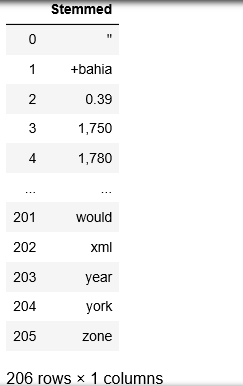 Stemmed
0 "
1 +bahia
2 0.39
3 1,750
4 1,780
... ...
201 would
202 xml
203 year
204 york
205 zone
206 rows × 1 columns